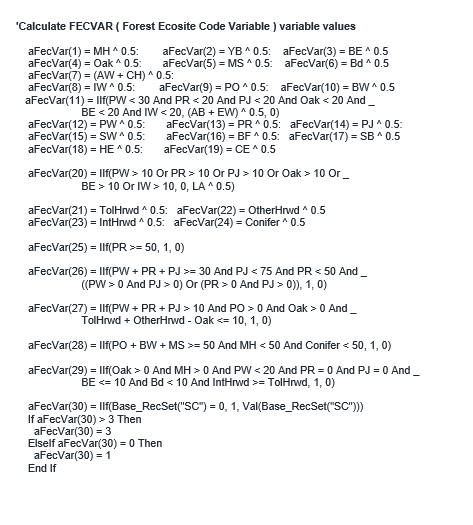 'Calculate FECVAR ( Forest Ecosite Code Variable ) variable values
aFecVar(1) = MH ^ 0.5: aFecVar(2) = YB ^ 0.5: aFecVar(3) = BE ^ 0.5
aFecVar(4) = Oak ^ 0.5: aFecVar(5) = MS ^ 0.5: aFecVar(6) = Bd ^ 0.5
aFecVar(7) = (AW + CH) ^ 0.5:
aFecVar(8) = IW ^ 0.5: aFecVar(9) = PO ^ 0.5: aFecVar(10) = BW ^ 0.5
aFecVar(11) = IIf(PW < 30 And PR < 20 And PJ < 20 And Oak < 20 And _
BE < 20 And IW < 20, (AB + EW) ^ 0.5, 0)
aFecVar(12) = PW ^ 0.5: aFecVar(13) = PR ^ 0.5: aFecVar(14) = PJ ^ 0.5:
aFecVar(15) = SW ^ 0.5: aFecVar(16) = BF ^ 0.5: aFecVar(17) = SB ^ 0.5
aFecVar(18) = HE ^ 0.5: aFecVar(19) = CE ^ 0.5
aFecVar(20) = IIf(PW > 10 Or PR > 10 Or PJ > 10 Or Oak > 10 Or _
BE > 10 Or IW > 10, 0, LA ^ 0.5)
aFecVar(21) = TolHrwd ^ 0.5: aFecVar(22) = OtherHrwd ^ 0.5
aFecVar(23) = IntHrwd ^ 0.5: aFecVar(24) = Conifer ^ 0.5
aFecVar(25) = IIf(PR >= 50, 1, 0)
aFecVar(26) = IIf(PW + PR + PJ >= 30 And PJ < 75 And PR < 50 And _
((PW > 0 And PJ > 0) Or (PR > 0 And PJ > 0)), 1, 0)
aFecVar(27) = IIf(PW + PR + PJ > 10 And PO > 0 And Oak > 0 And _
TolHrwd + OtherHrwd - Oak <= 10, 1, 0)
aFecVar(28) = IIf(PO + BW + MS >= 50 And MH < 50 And Conifer < 50, 1, 0)
aFecVar(29) = IIf(Oak > 0 And MH > 0 And PW < 20 And PR = 0 And PJ = 0 And _
BE <= 10 And Bd < 10 And IntHrwd >= TolHrwd, 1, 0)
aFecVar(30) = IIf(Base_RecSet("SC") = 0, 1, Val(Base_RecSet("SC")))
If aFecVar(30) > 3 Then
aFecVar(30) = 3
ElseIf aFecVar(30) = 0 Then
aFecVar(30) = 1
End If